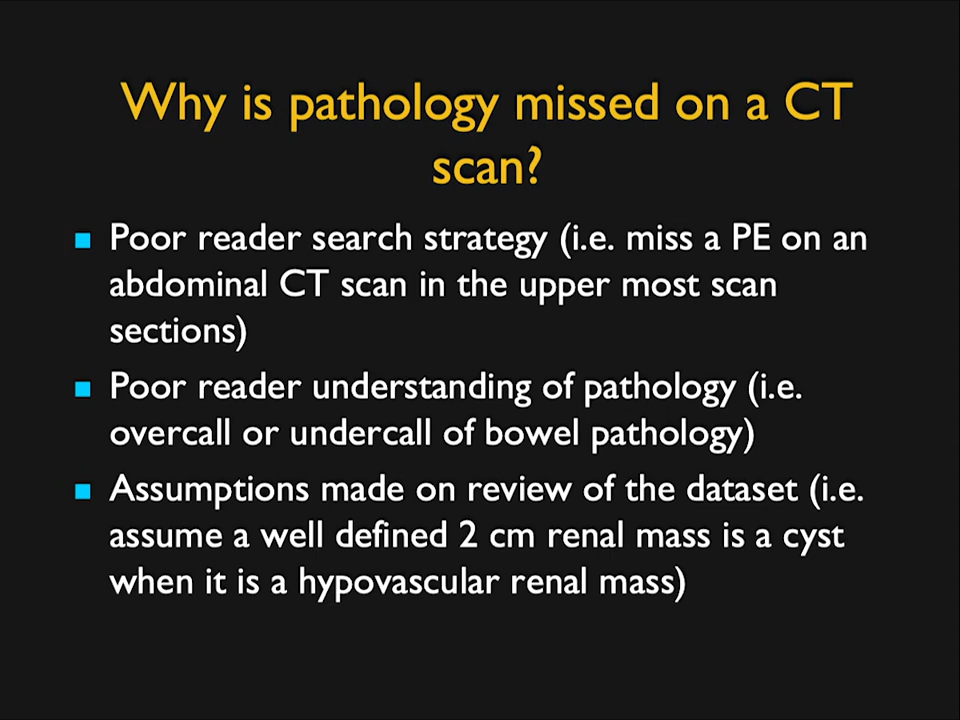 Why is pathology missed on a CT
scan?
Poor reader search strategy (i.e. miss a PE on an
abdominal CT scan in the upper most scan
sections)
Poor reader understanding of pathology (i.e.
overcall or undercall of bowel pathology)
Assumptions made on review of the dataset (i.e.
assume a well defined 2 cm renal mass is a cyst
when it is a hypovascular renal mass)